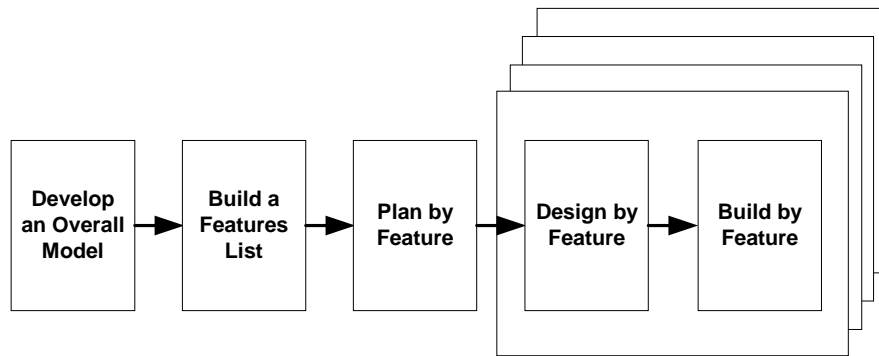 Develop
an Overall
Model
Build a
Features
List
Plan by
Feature
Design by
Feature
Build by
Feature